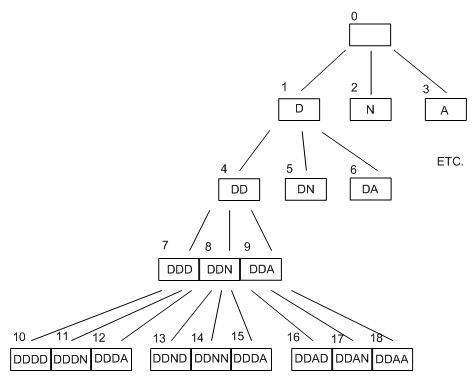 0
1 2 3
D N A
ETC.
4 5 6
DD DN DA
7 8 9
DDD DDN DDA
10 11 12 13 14 15 16 17 18
DDDD DDDN DDDA DDND DDNN DDDA DDAD DDAN DDAA